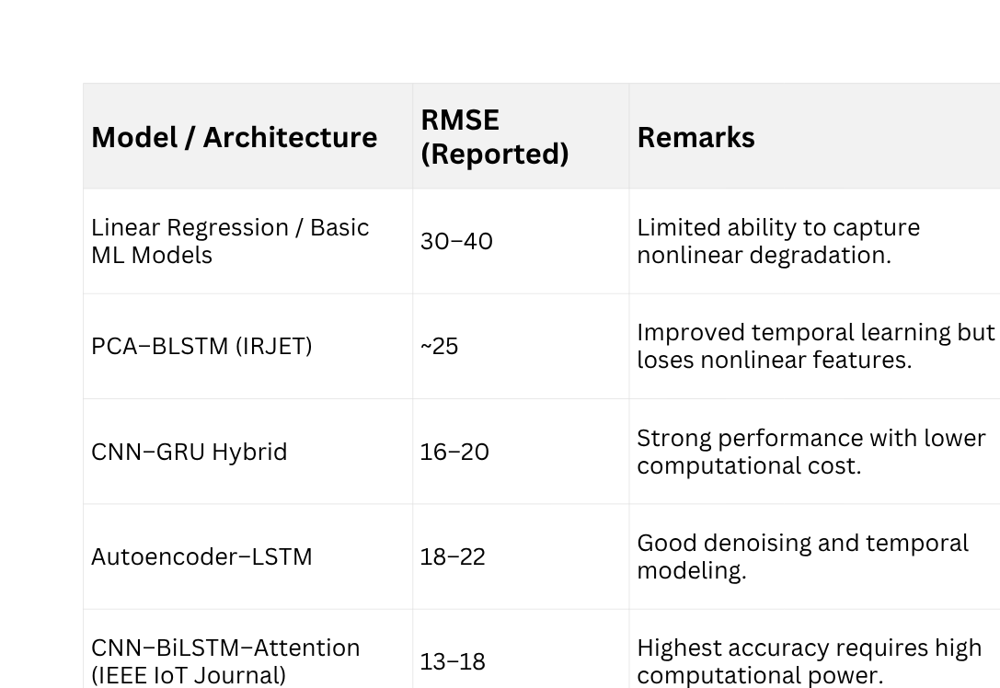 Model / Architecture
RMSE
(Reported)
Remarks
Linear Regression / Basic
ML Models
30–40
Limited ability to capture
nonlinear degradation.
PCA–BLSTM (IRJET)
~25
Improved temporal learning but
loses nonlinear features.
CNN–GRU Hybrid
16–20
Strong performance with lower
computational cost.
Autoencoder–LSTM
18–22
Good denoising and temporal
modeling.
CNN–BiLSTM–Attention
(IEEE IoT Journal)
13–18
Highest accuracy requires high
computational power.